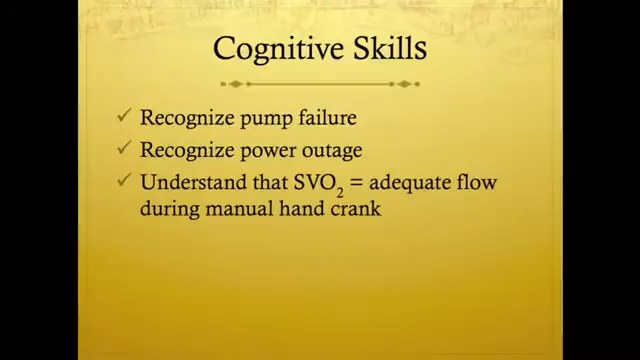 Cognitive Skills
✓ Recognize pump failure
✓ Recognize power outage
✓ Understand that SVO₂ = adequate flow
during manual hand crank